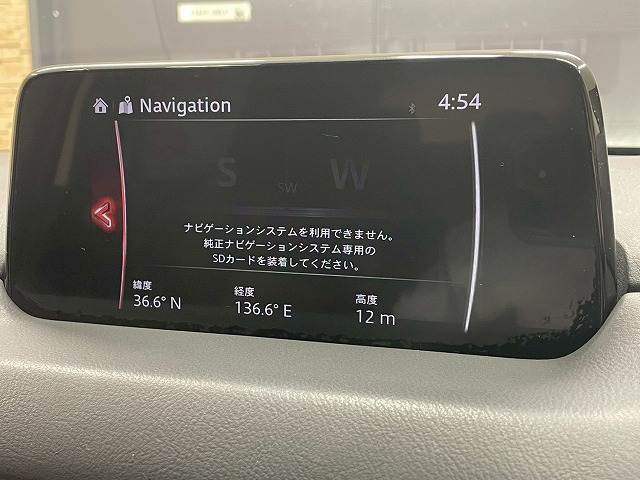 Navigation 4:54
S SW W
ナビゲーションシステムを利用できません。
純正ナビゲーションシステム専用の
SDカードを装着してください。
緯度 経度 高度
36.6° N 136.6° E 12 m